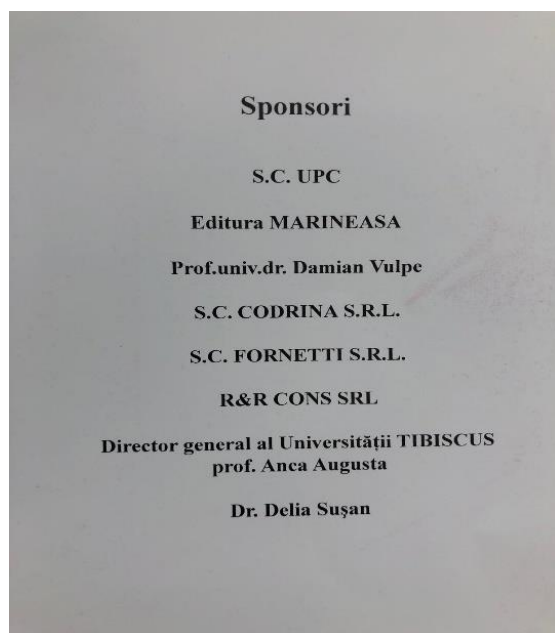 Sponsori
S.C. UPC
Editura MARINEASA
Prof.univ.dr. Damian Vulpe
S.C. CODRINA S.R.L.
S.C. FORNETTI S.R.L.
R&R CONS SRL
Director general al Universității TIBISCUS
prof. Anca Augusta
Dr. Delia Sușan